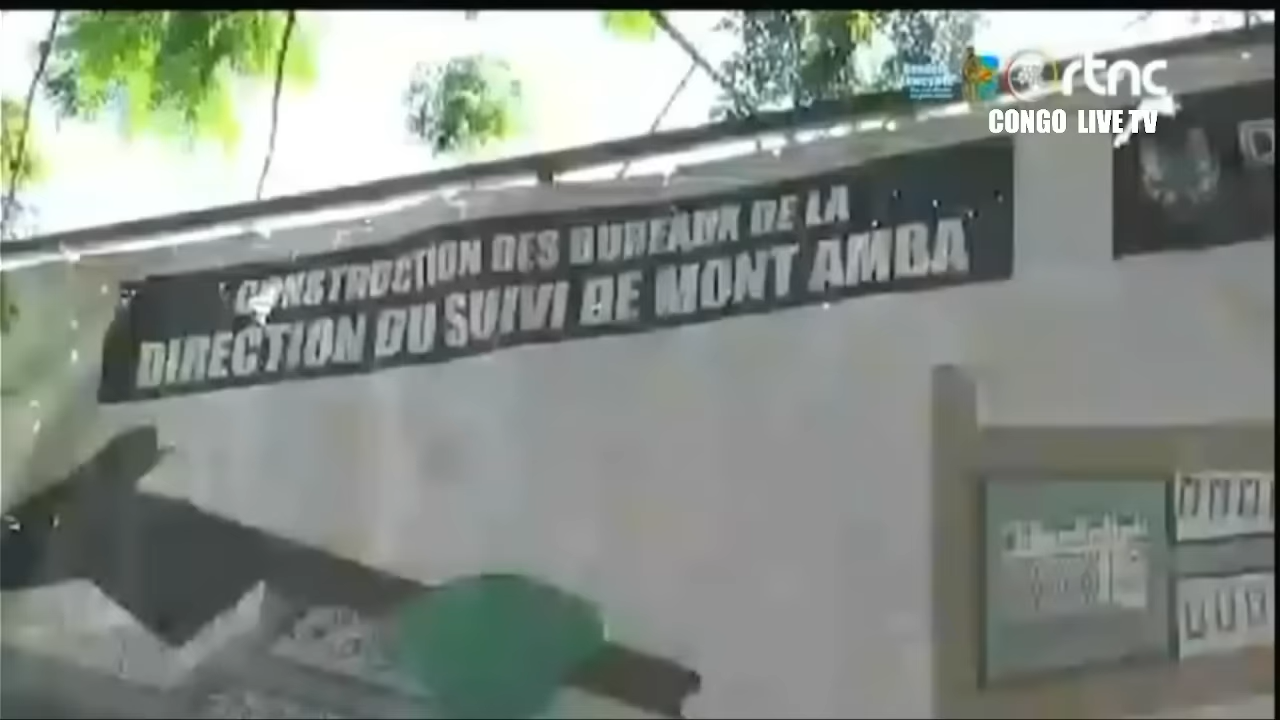 rtnc
CONGO LIVE TV
CONSTRUCTION DES BUREAUX DE LA
DIRECTION DU SUIVI DE MONT AMBA